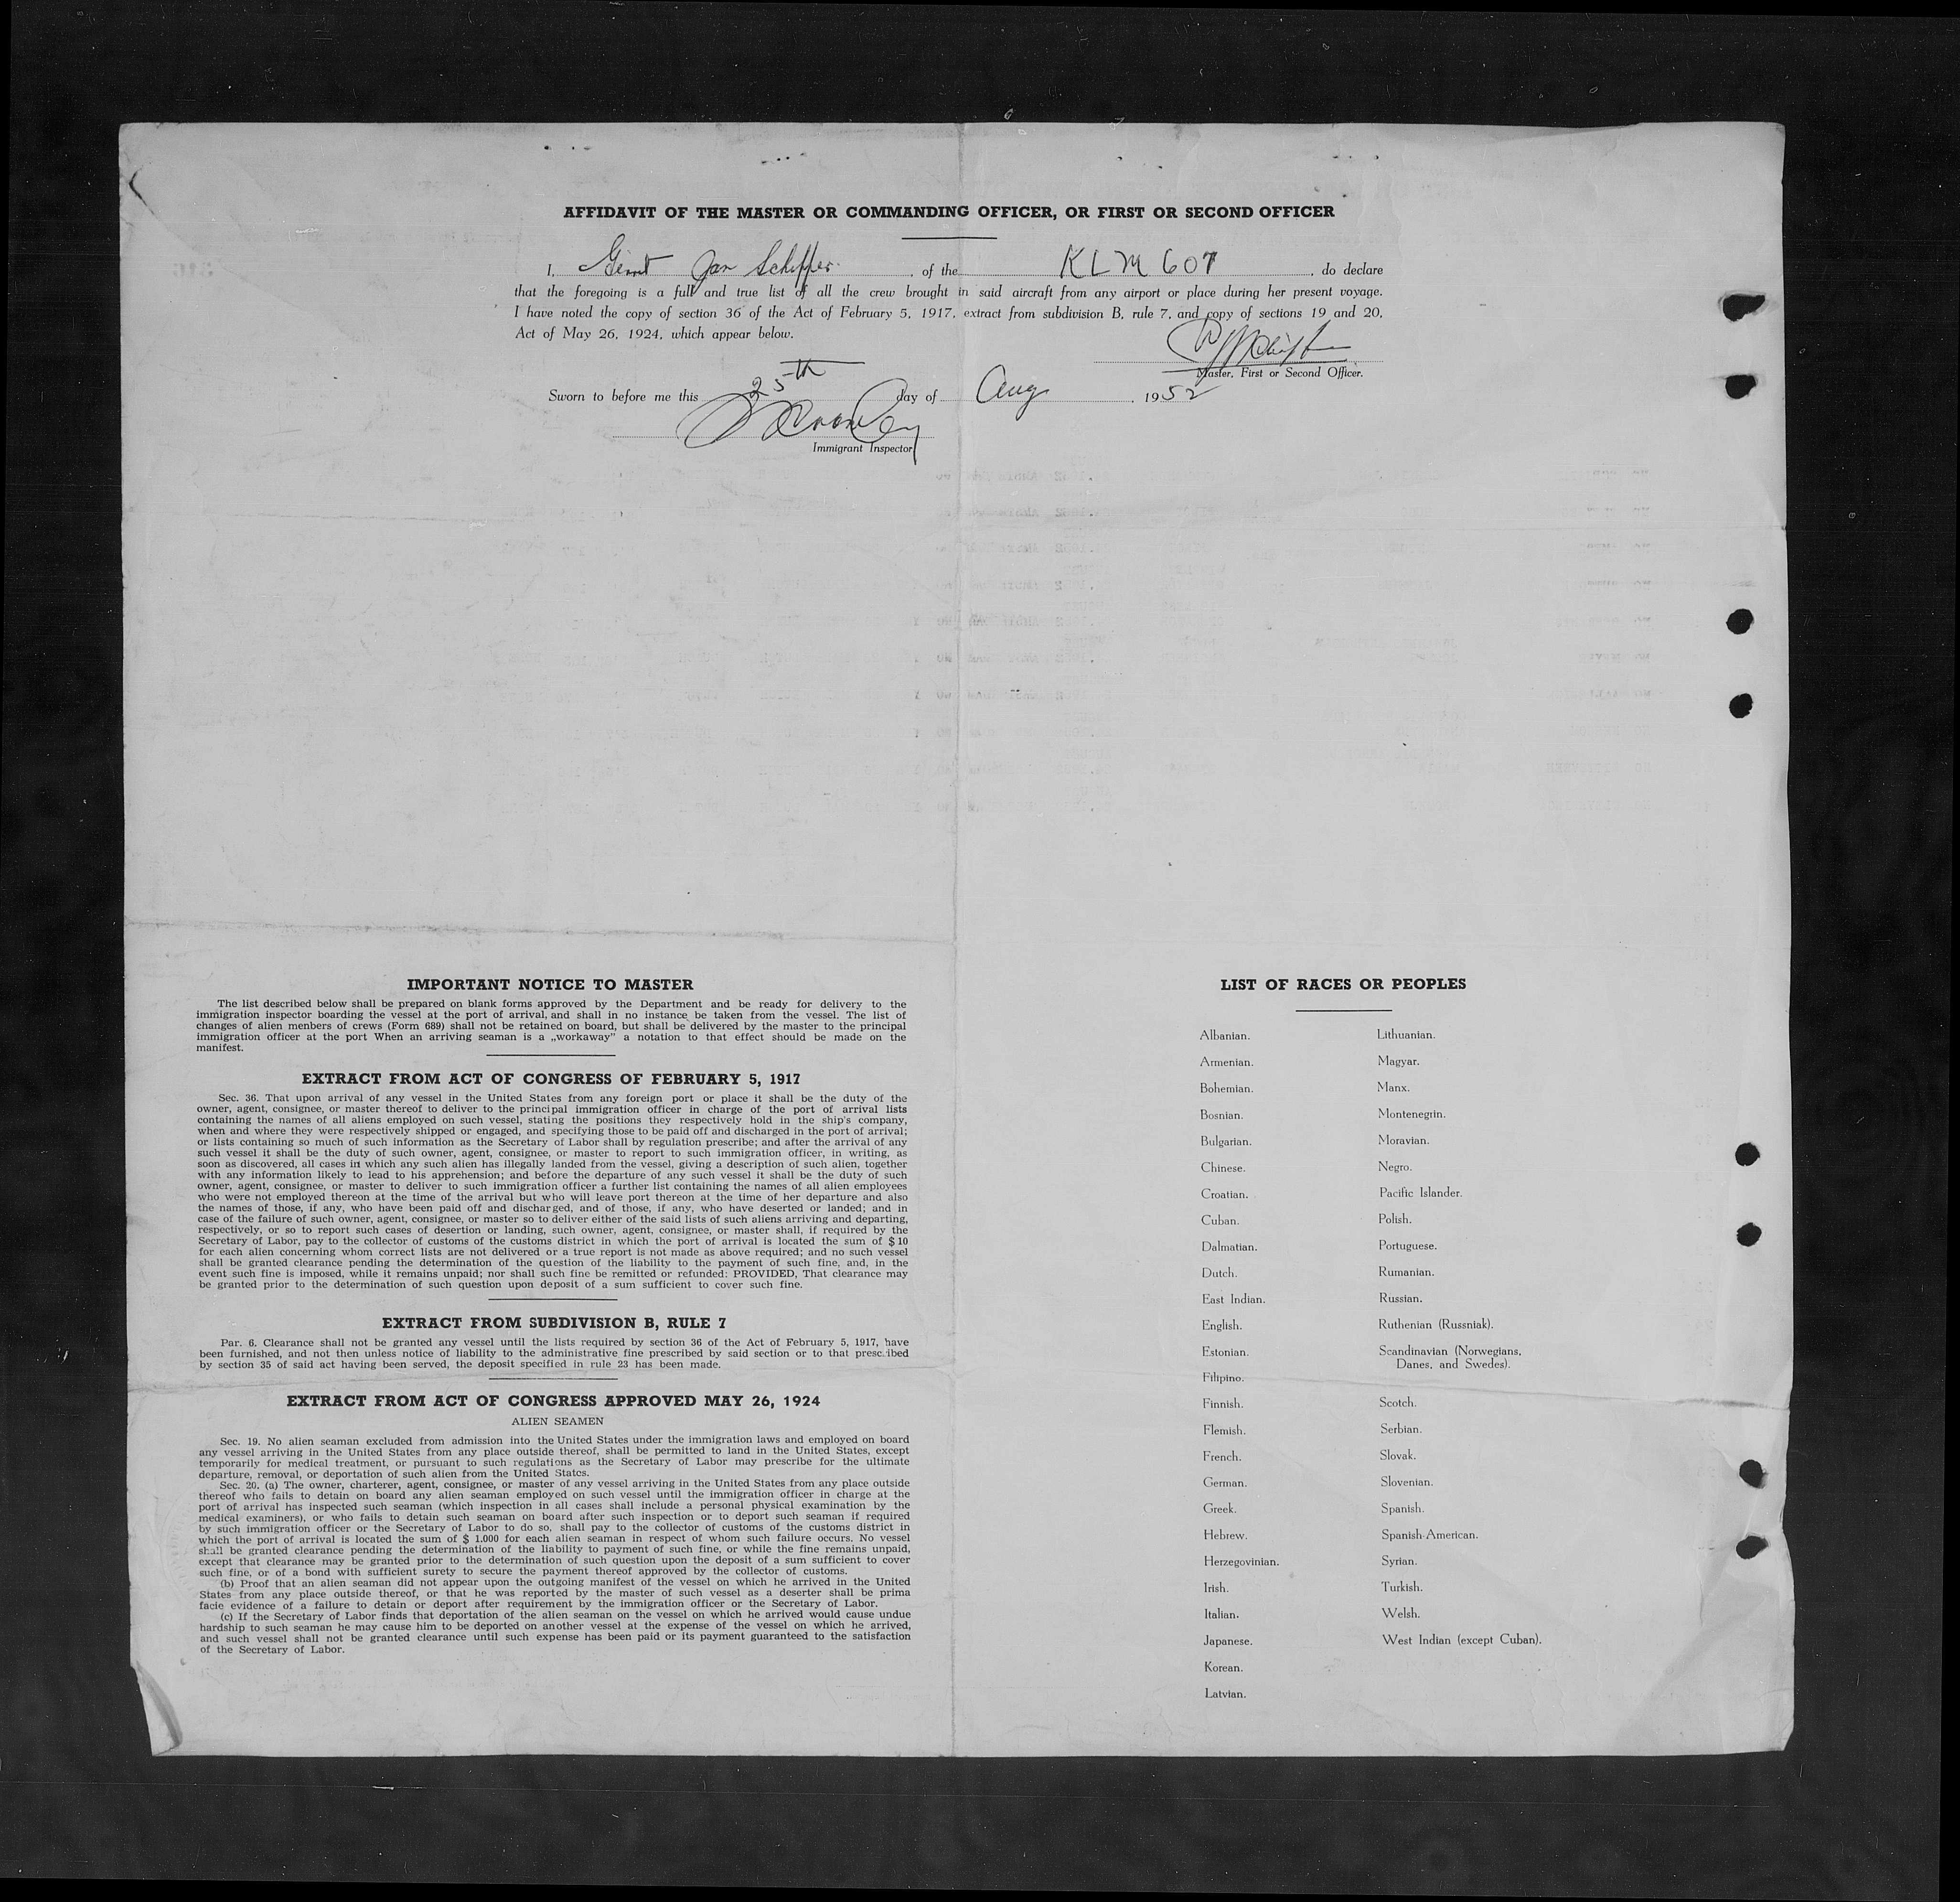 AFFIDAVIT OF THE MASTER OR COMMANDING OFFICER, OR FIRST OR SECOND OFFICER
I, Gerrit Jan Schipper, of the KLM 607, do declare
that the foregoing is a full and true list of all the crew brought in said aircraft from any airport or place during her present voyage.
I have noted the copy of section 36 of the Act of February 5, 1917, extract from subdivision B, rule 7, and copy of sections 19 and 20,
Act of May 26, 1924, which appear below.
Master, First or Second Officer.
Sworn to before me this 25th day of Aug, 1952
Immigrant Inspector
IMPORTANT NOTICE TO MASTER
The list described below shall be prepared on blank forms approved by the Department and be ready for delivery to the
immigration inspector boarding the vessel at the port of arrival, and shall in no instance be taken from the vessel. The list of
changes of alien menbers of crews (Form 689) shall not be retained on board, but shall be delivered by the master to the principal
immigration officer at the port When an arriving seaman is a „workaway” a notation to that effect should be made on the
manifest.
EXTRACT FROM ACT OF CONGRESS OF FEBRUARY 5, 1917
Sec. 36. That upon arrival of any vessel in the United States from any foreign port or place it shall be the duty of the
owner, agent, consignee, or master thereof to deliver to the principal immigration officer in charge of the port of arrival lists
containing the names of all aliens employed on such vessel, stating the positions they respectively hold in the ship's company,
when and where they were respectively shipped or engaged, and specifying those to be paid off and discharged in the port of arrival;
or lists containing so much of such information as the Secretary of Labor shall by regulation prescribe; and after the arrival of any
such vessel it shall be the duty of such owner, agent, consignee, or master to report to such immigration officer, in writing, as
soon as discovered, all cases in which any such alien has illegally landed from the vessel, giving a description of such alien, together
with any information likely to lead to his apprehension; and before the departure of any such vessel it shall be the duty of such
owner, agent, consignee, or master to deliver to such immigration officer a further list containing the names of all alien employees
who were not employed thereon at the time of the arrival but who will leave port thereon at the time of her departure and also
the names of those, if any, who have been paid off and discharged, and of those, if any, who have deserted or landed; and in
case of the failure of such owner, agent, consignee, or master so to deliver either of the said lists of such aliens arriving and departing,
respectively, or so to report such cases of desertion or landing, such owner, agent, consignee, or master shall, if required by the
Secretary of Labor, pay to the collector of customs of the customs district in which the port of arrival is located the sum of $10
for each alien concerning whom correct lists are not delivered or a true report is not made as above required; and no such vessel
shall be granted clearance pending the determination of the question of the liability to the payment of such fine, and, in the
event such fine is imposed, while it remains unpaid; nor shall such fine be remitted or refunded: PROVIDED, That clearance may
be granted prior to the determination of such question upon deposit of a sum sufficient to cover such fine.
EXTRACT FROM SUBDIVISION B, RULE 7
Par. 6. Clearance shall not be granted any vessel until the lists required by section 36 of the Act of February 5, 1917, have
been furnished, and not then unless notice of liability to the administrative fine prescribed by said section or to that prescribed
by section 35 of said act having been served, the deposit specified in rule 23 has been made.
EXTRACT FROM ACT OF CONGRESS APPROVED MAY 26, 1924
ALIEN SEAMEN
Sec. 19. No alien seaman excluded from admission into the United States under the immigration laws and employed on board
any vessel arriving in the United States from any place outside thereof, shall be permitted to land in the United States, except
temporarily for medical treatment, or pursuant to such regulations as the Secretary of Labor may prescribe for the ultimate
departure, removal, or deportation of such alien from the United States.
Sec. 20. (a) The owner, charterer, agent, consignee, or master of any vessel arriving in the United States from any place outside
thereof who fails to detain on board any alien seaman employed on such vessel until the immigration officer in charge at the
port of arrival has inspected such seaman (which inspection in all cases shall include a personal physical examination by the
medical examiners), or who fails to detain such seaman on board after such inspection or to deport such seaman if required
by such immigration officer or the Secretary of Labor to do so, shall pay to the collector of customs of the customs district in
which the port of arrival is located the sum of $ 1.000 for each alien seaman in respect of whom such failure occurs. No vessel
shall be granted clearance pending the determination of the liability to payment of such fine, or while the fine remains unpaid,
except that clearance may be granted prior to the determination of such question upon the deposit of a sum sufficient to cover
such fine, or of a bond with sufficient surety to secure the payment thereof approved by the collector of customs.
(b) Proof that an alien seaman did not appear upon the outgoing manifest of the vessel on which he arrived in the United
States from any place outside thereof, or that he was reported by the master of such vessel as a deserter shall be prima
facie evidence of a failure to detain or deport after requirement by the immigration officer or the Secretary of Labor.
(c) If the Secretary of Labor finds that deportation of the alien seaman on the vessel on which he arrived would cause undue
hardship to such seaman he may cause him to be deported on another vessel at the expense of the vessel on which he arrived,
and such vessel shall not be granted clearance until such expense has been paid or its payment guaranteed to the satisfaction
of the Secretary of Labor.
LIST OF RACES OR PEOPLES
Albanian.
Armenian.
Bohemian.
Bosnian.
Bulgarian.
Chinese.
Croatian.
Cuban.
Dalmatian.
Dutch.
East Indian.
English.
Estonian.
Filipino.
Finnish.
Flemish.
French.
German.
Greek.
Hebrew.
Herzegovinian.
Irish.
Italian.
Japanese.
Korean.
Latvian.
Lithuanian.
Magyar.
Manx.
Montenegrin.
Moravian.
Negro.
Pacific Islander.
Polish.
Portuguese.
Rumanian.
Russian.
Ruthenian (Russniak).
Scandinavian (Norwegians,
Danes, and Swedes).
Scotch.
Serbian.
Slovak.
Slovenian.
Spanish.
Spanish-American.
Syrian.
Turkish.
Welsh.
West Indian (except Cuban).